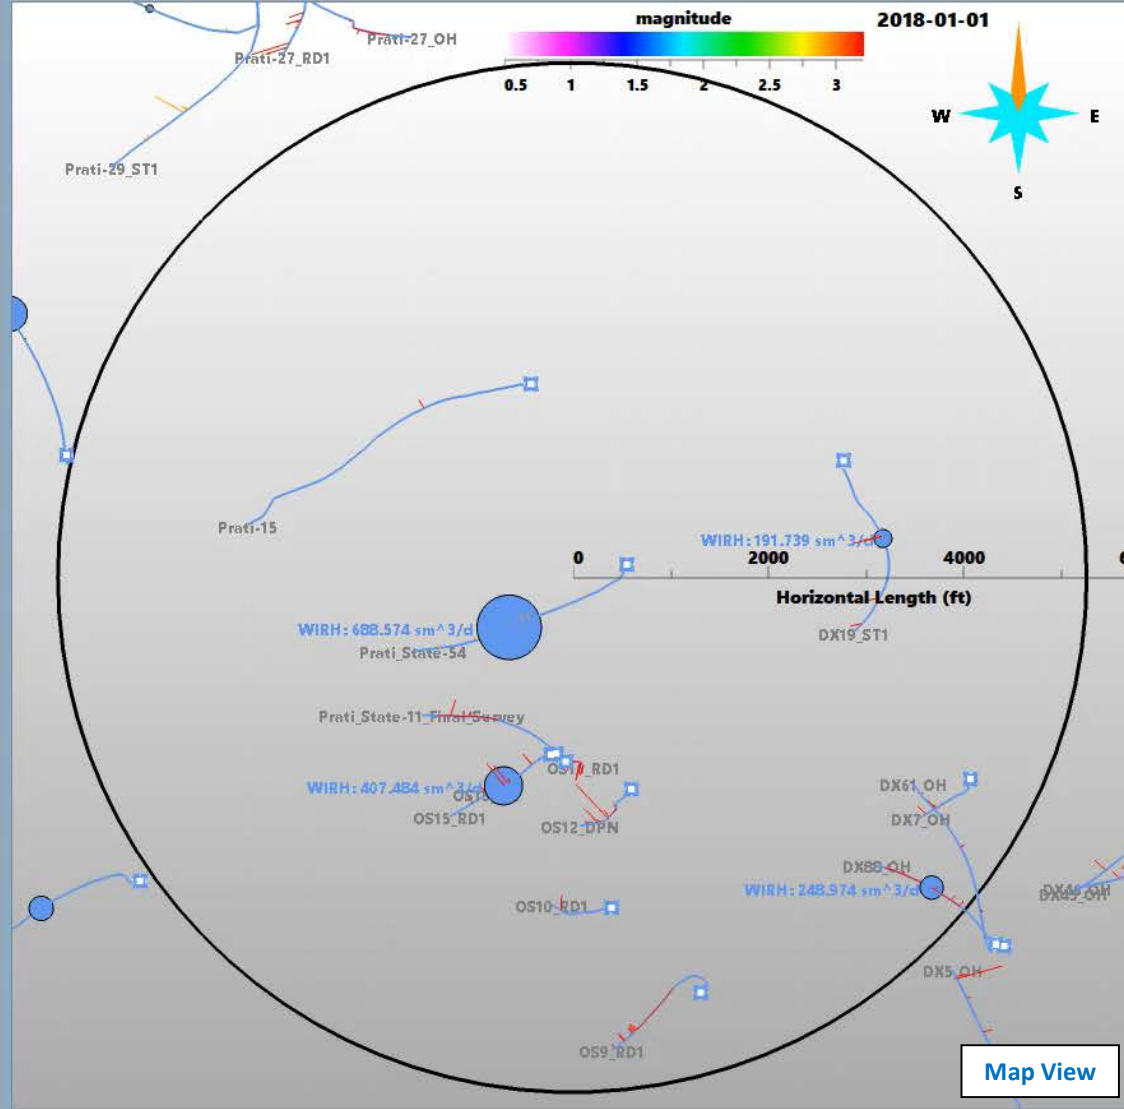 magnitude
2018-01-01
0.5 1 1.5 2 2.5 3
W
E
S
Prati-27_OH
Prati-27_RD1
Prati-29_ST1
Prati-15
WIRH: 191.739 sm^3/d
0 2000 4000
Horizontal Length (ft)
DX19_ST1
WIRH: 688.574 sm^3/d
Prati_State-54
Prati_State-11_Final_Survey
WIRH: 407.484 sm^3/d
OS15_RD1
OS12_DPN
DX61_OH
DX7_OH
DX88_OH
WIRH: 248.974 sm^3/d
OS10_RD1
DX5_OH
OS9_RD1
Map View